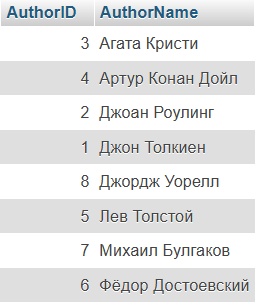 AuthorID AuthorName
3 Агата Кристи
4 Артур Конан Дойл
2 Джоан Роулинг
1 Джон Толкиен
8 Джордж Уорелл
5 Лев Толстой
7 Михаил Булгаков
6 Фёдор Достоевский